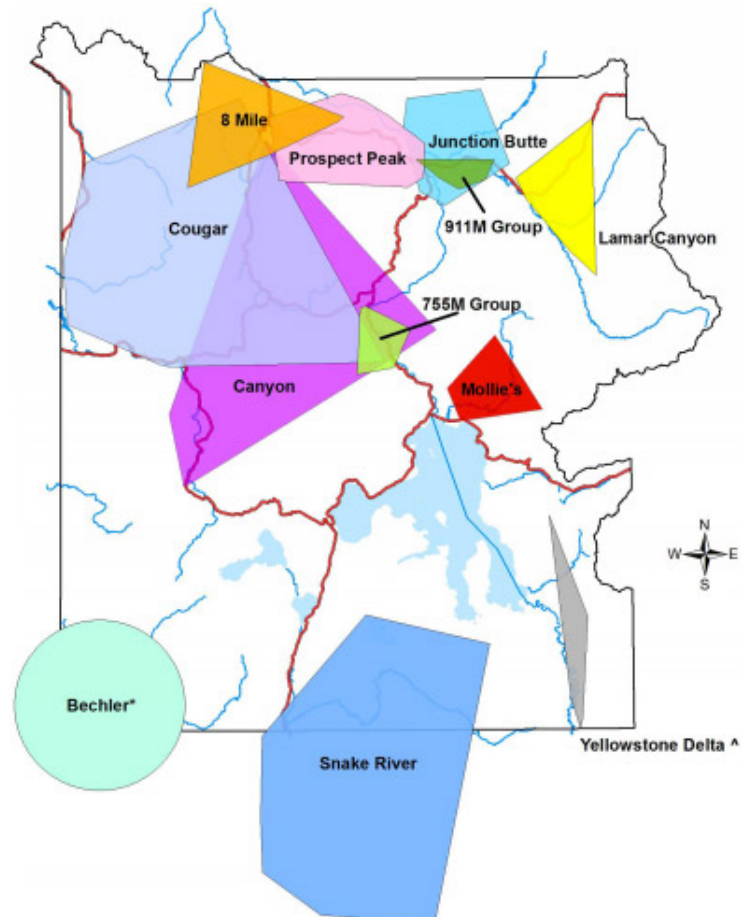 8 Mile
Junction Butte
Prospect Peak
911M Group
Cougar
Lamar Canyon
755M Group
Canyon
Mollie's
N
W E
S
Bechler*
Yellowstone Delta ^
Snake River